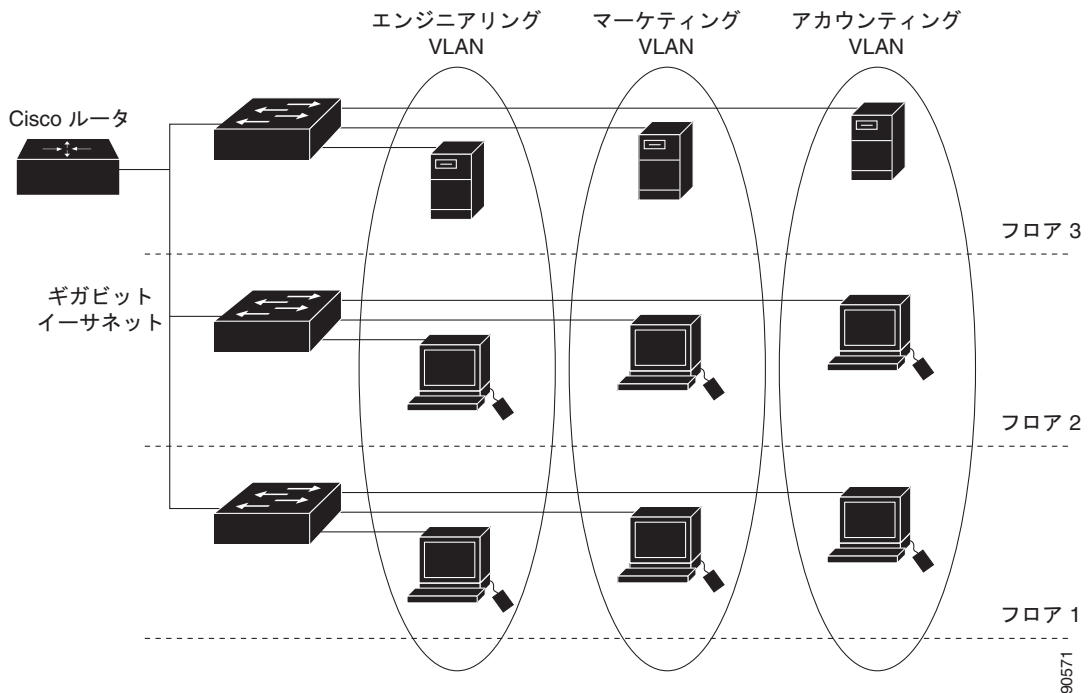 エンジニアリング
VLAN
マーケティング
VLAN
アカウンティング
VLAN
Cisco ルータ
フロア 3
ギガビット
イーサネット
フロア 2
フロア 1
90571